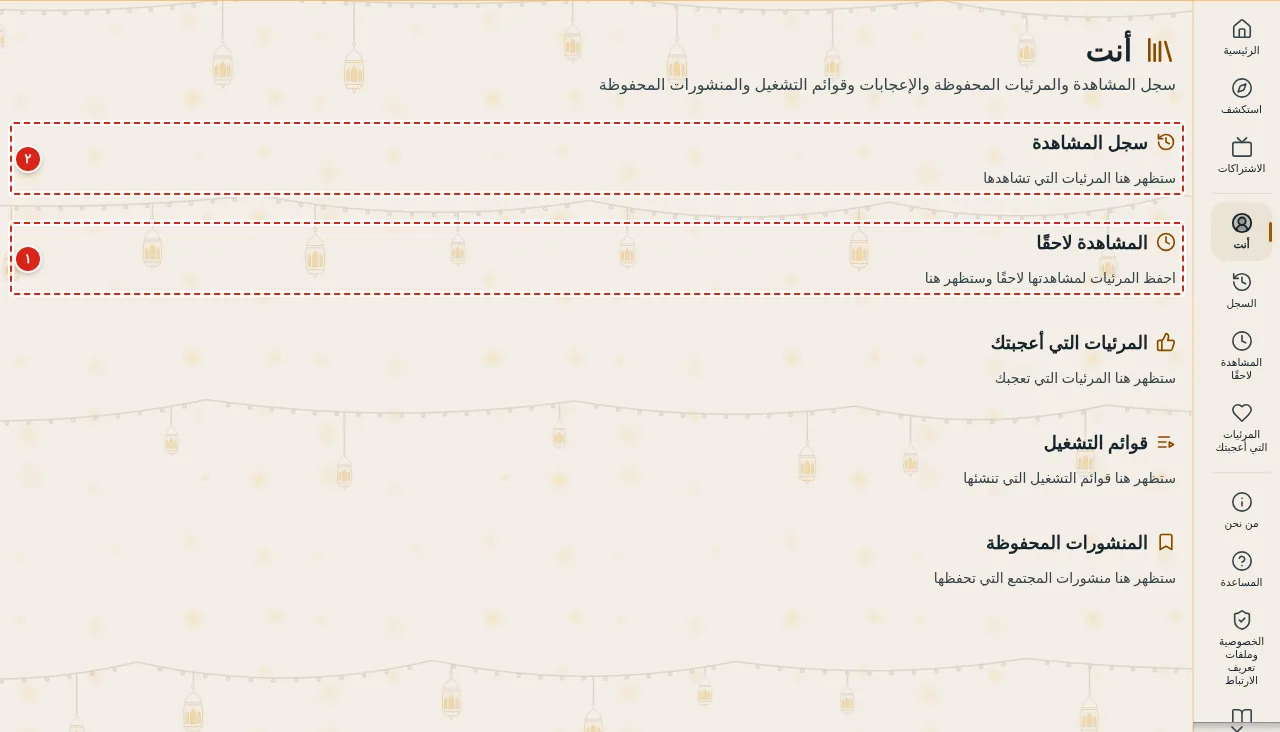 أنت
سجل المشاهدة والمرئيات المحفوظة والإعجابات وقوائم التشغيل والمنشورات المحفوظة
سجل المشاهدة
ستظهر هنا المرئيات التي تشاهدها
٢
المشاهدة لاحقًا
احفظ المرئيات لمشاهدتها لاحقًا وستظهر هنا
١
المرئيات التي أعجبتك
ستظهر هنا المرئيات التي تعجبك
قوائم التشغيل
ستظهر هنا قوائم التشغيل التي تنشئها
المنشورات المحفوظة
ستظهر هنا منشورات المجتمع التي تحفظها
الرئيسية
استكشف
الاشتراكات
أنت
السجل
المشاهدة
لاحقًا
المرئيات
التي أعجبتك
من نحن
المساعدة
الخصوصية
وملفات
تعريف
الارتباط